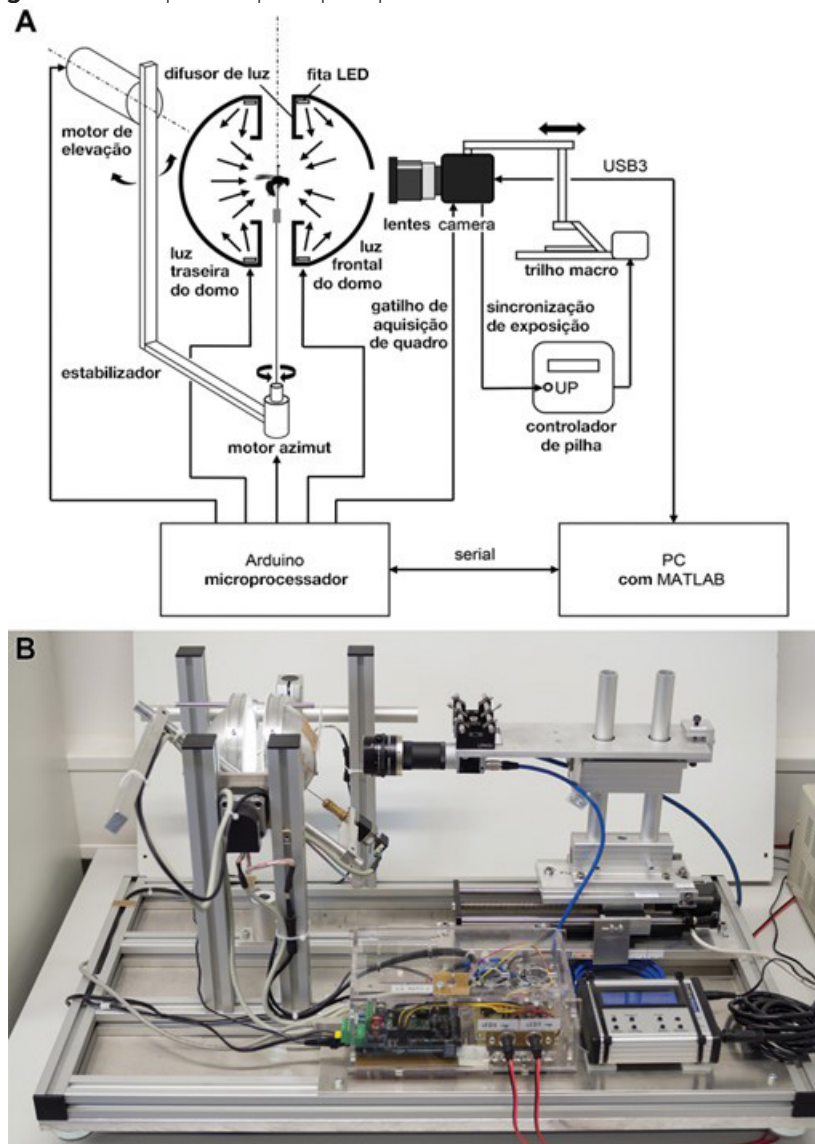 A
difusor de luz
fita LED
motor de
elevação
USB3
lentes camera
luz
traseira
do domo
luz
frontal
do domo
trilho macro
gatilho de
aquisição
de quadro
sincronização
de exposição
estabilizador
UP
motor azimut
controlador
de pilha
Arduino
microprocessador
serial
PC
com MATLAB
B